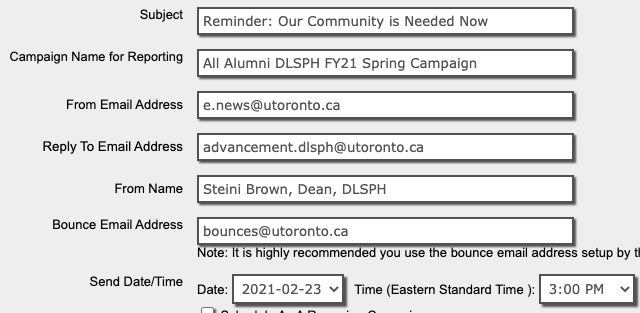 Subject Reminder: Our Community is Needed Now
Campaign Name for Reporting All Alumni DLSPH FY21 Spring Campaign
From Email Address e.news@utoronto.ca
Reply To Email Address advancement.dlsph@utoronto.ca
From Name Steini Brown, Dean, DLSPH
Bounce Email Address bounces@utoronto.ca
Note: It is highly recommended you use the bounce email address setup by
Send Date/Time Date: 2021-02-23 Time (Eastern Standard Time ): 3:00 PM